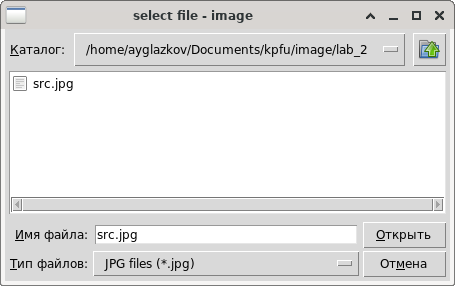 select file - image
Каталог: /home/ayglazkov/Documents/kpfu/image/lab_2
src.jpg
Имя файла: src.jpg Открыть
Тип файлов: JPG files (*.jpg) Отмена